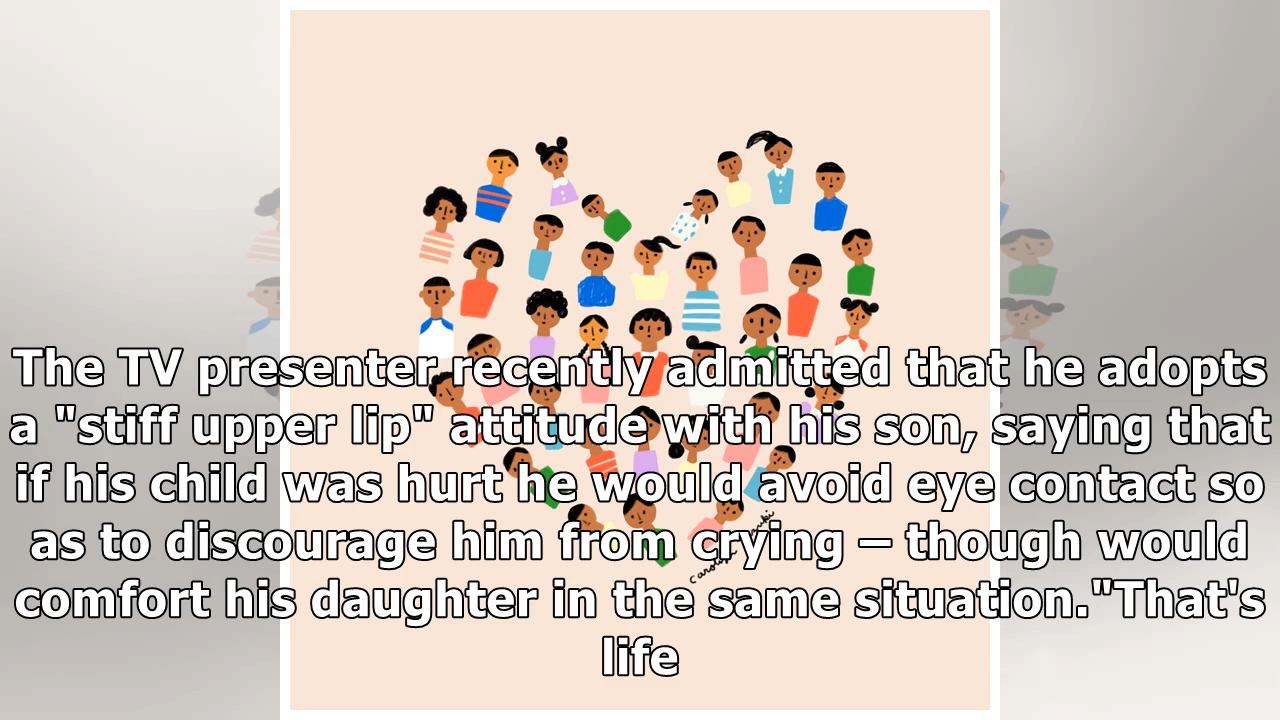 The TV presenter recently admitted that he adopts
a "stiff upper lip" attitude with his son, saying that
if his child was hurt he would avoid eye contact so
as to discourage him from crying – though would
comfort his daughter in the same situation."That's
life